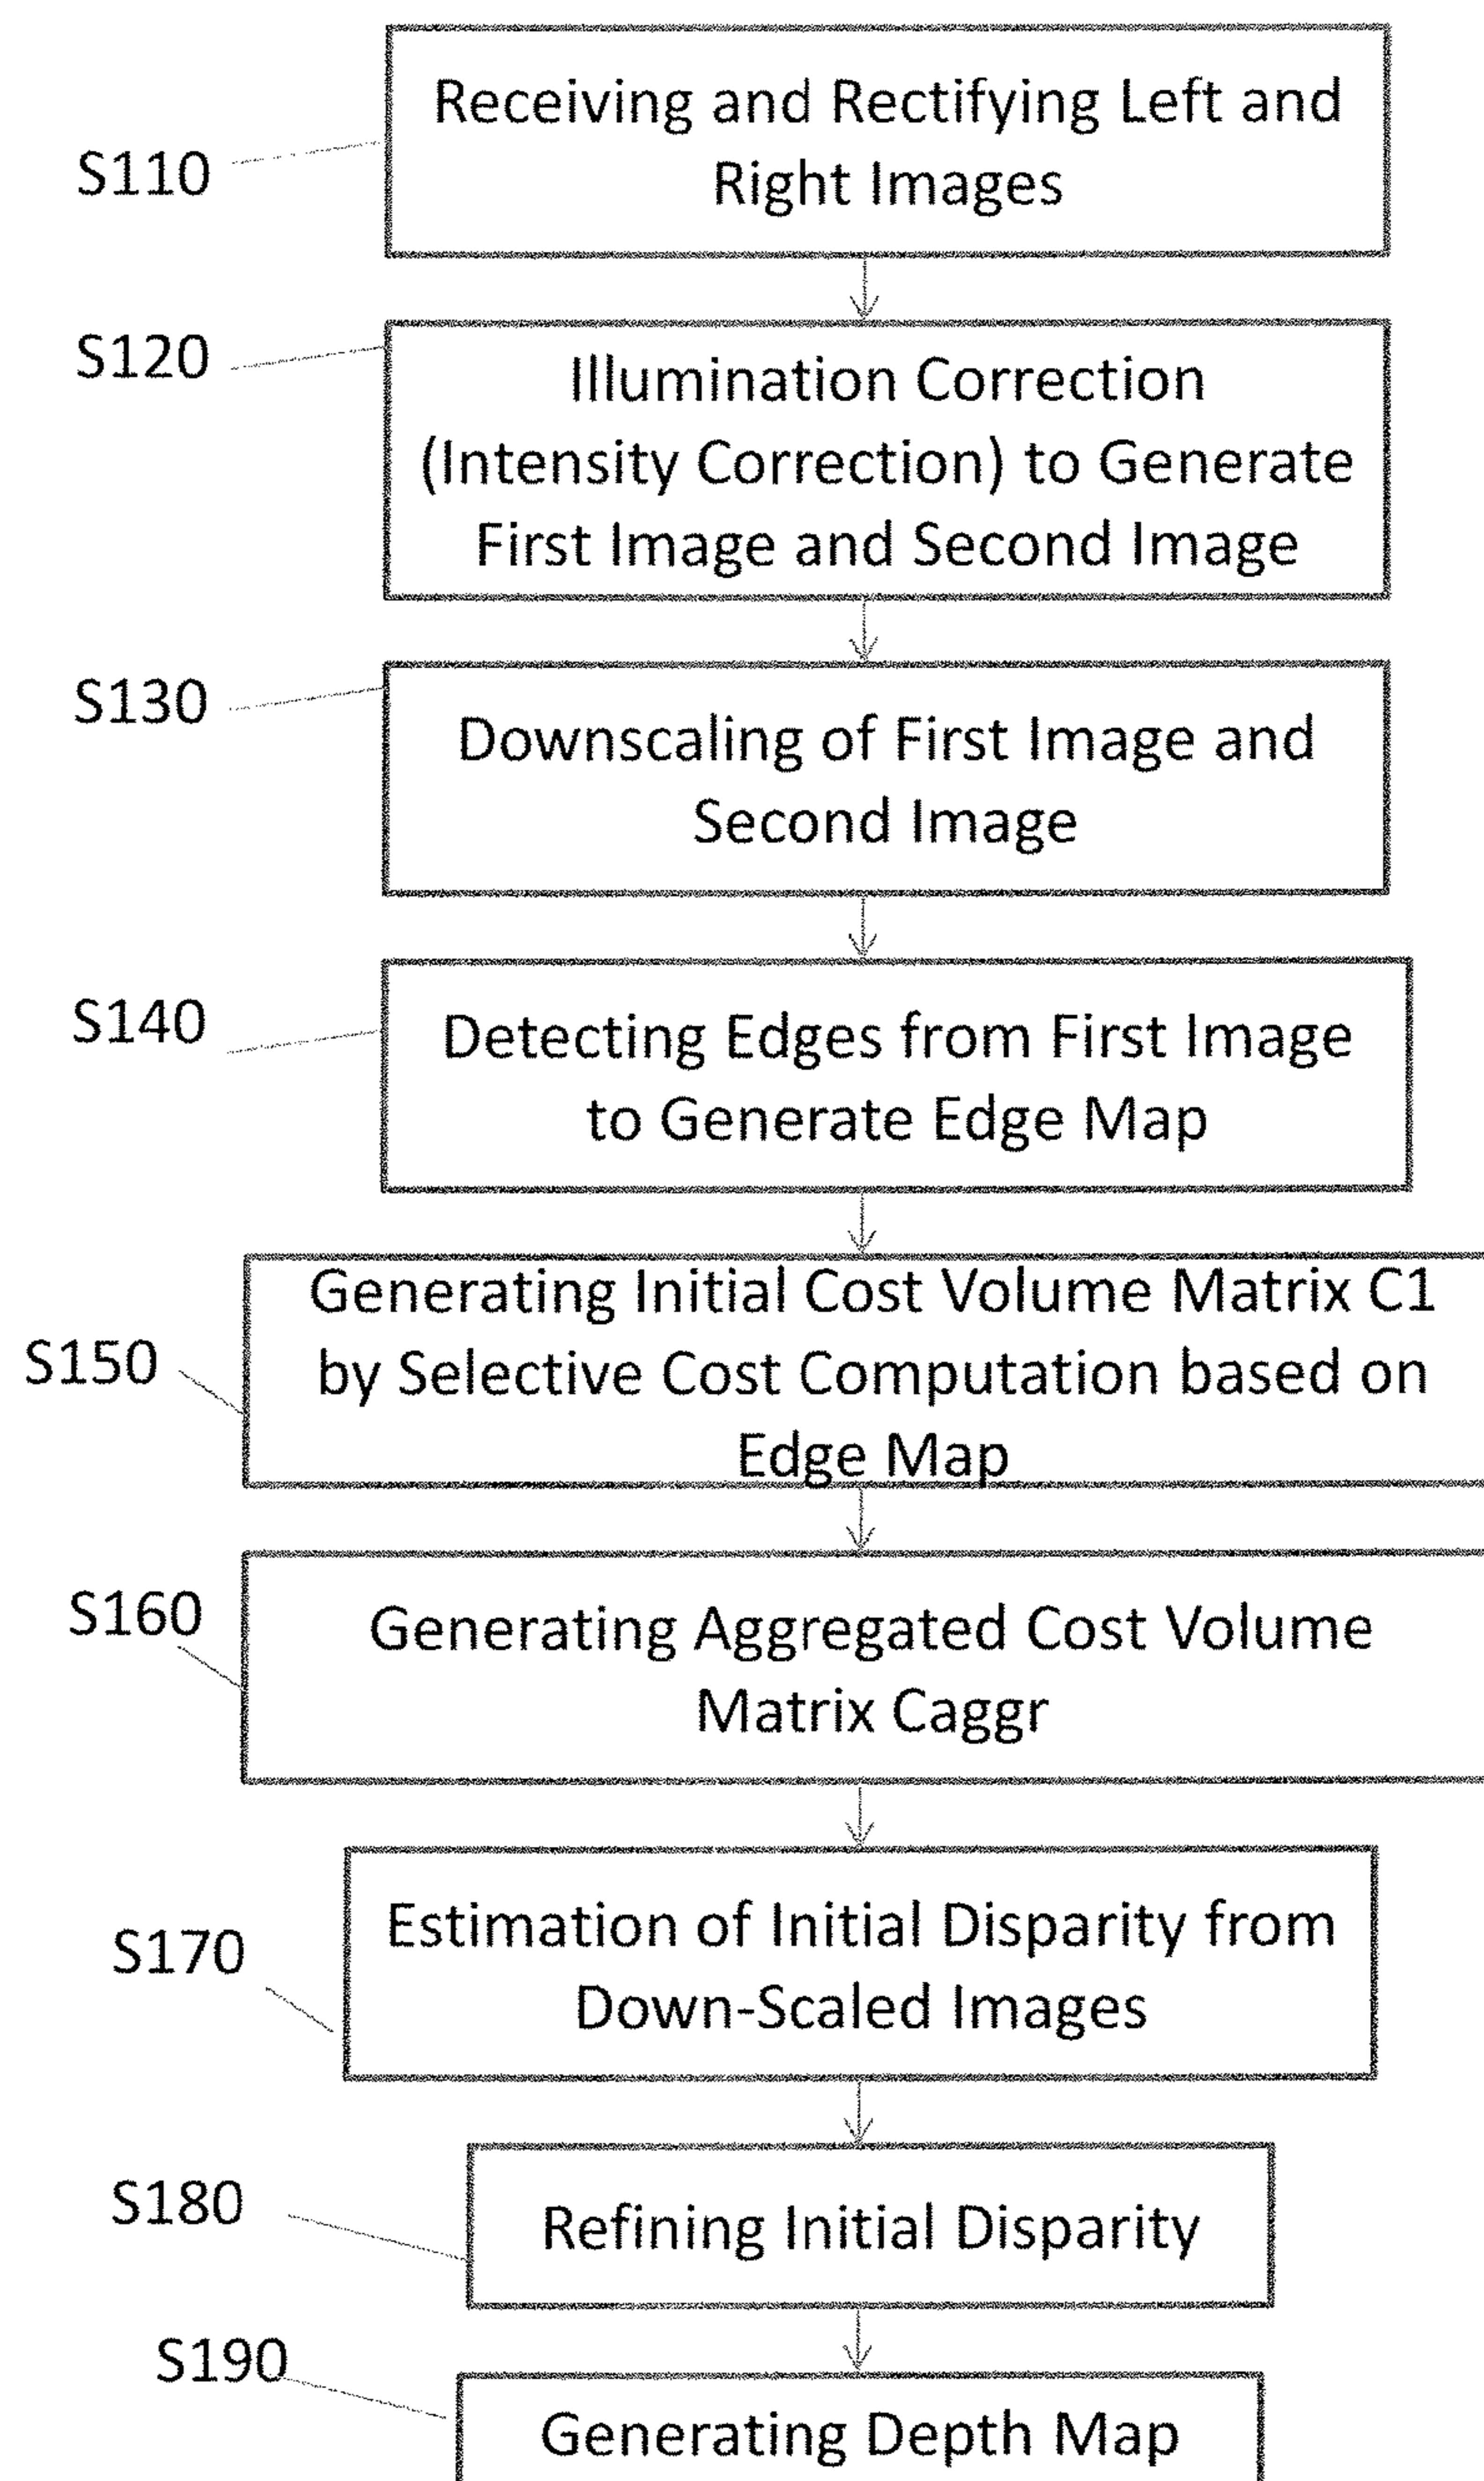 S110
Receiving and Rectifying Left and
Right Images
S120
Illumination Correction
(Intensity Correction) to Generate
First Image and Second Image
S130
Downscaling of First Image and
Second Image
S140
Detecting Edges from First Image
to Generate Edge Map
S150
Generating Initial Cost Volume Matrix C1
by Selective Cost Computation based on
Edge Map
S160
Generating Aggregated Cost Volume
Matrix Caggr
S170
Estimation of Initial Disparity from
Down-Scaled Images
S180
Refining Initial Disparity
S190
Generating Depth Map